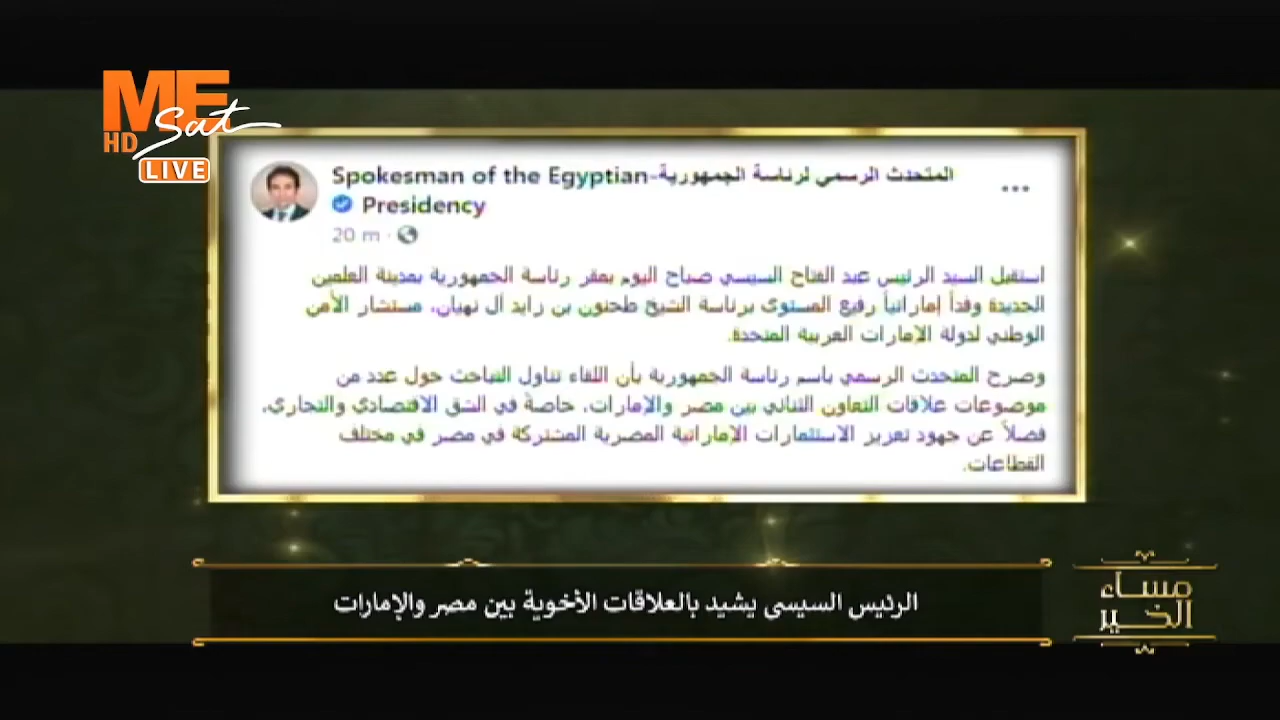 ME Sat
HD
LIVE
المتحدث الرسمي لرئاسة الجمهورية-Spokesman of the Egyptian
Presidency
20 m ·
استقبل السيد الرئيس عبد الفتاح السيسي صباح اليوم بمقر رئاسة الجمهورية بمدينة العلمين
الجديدة وفداً إماراتياً رفيع المستوى برئاسة الشيخ طحنون بن زايد آل نهيان، مستشار الأمن
الوطني لدولة الامارات العربية المتحدة.
وصرح المتحدث الرسمي باسم رئاسة الجمهورية بأن اللقاء تناول التباحث حول عدد من
موضوعات علاقات التعاون الثنائي بين مصر والإمارات، خاصةً في الشق الاقتصادي والتجاري،
فضلاً عن جهود تعزيز الاستثمارات الإماراتية المصرية المشتركة في مصر في مختلف
القطاعات.
الرئيس السيسى يشيد بالعلاقات الأخوية بين مصر والإمارات
مساء
الخير